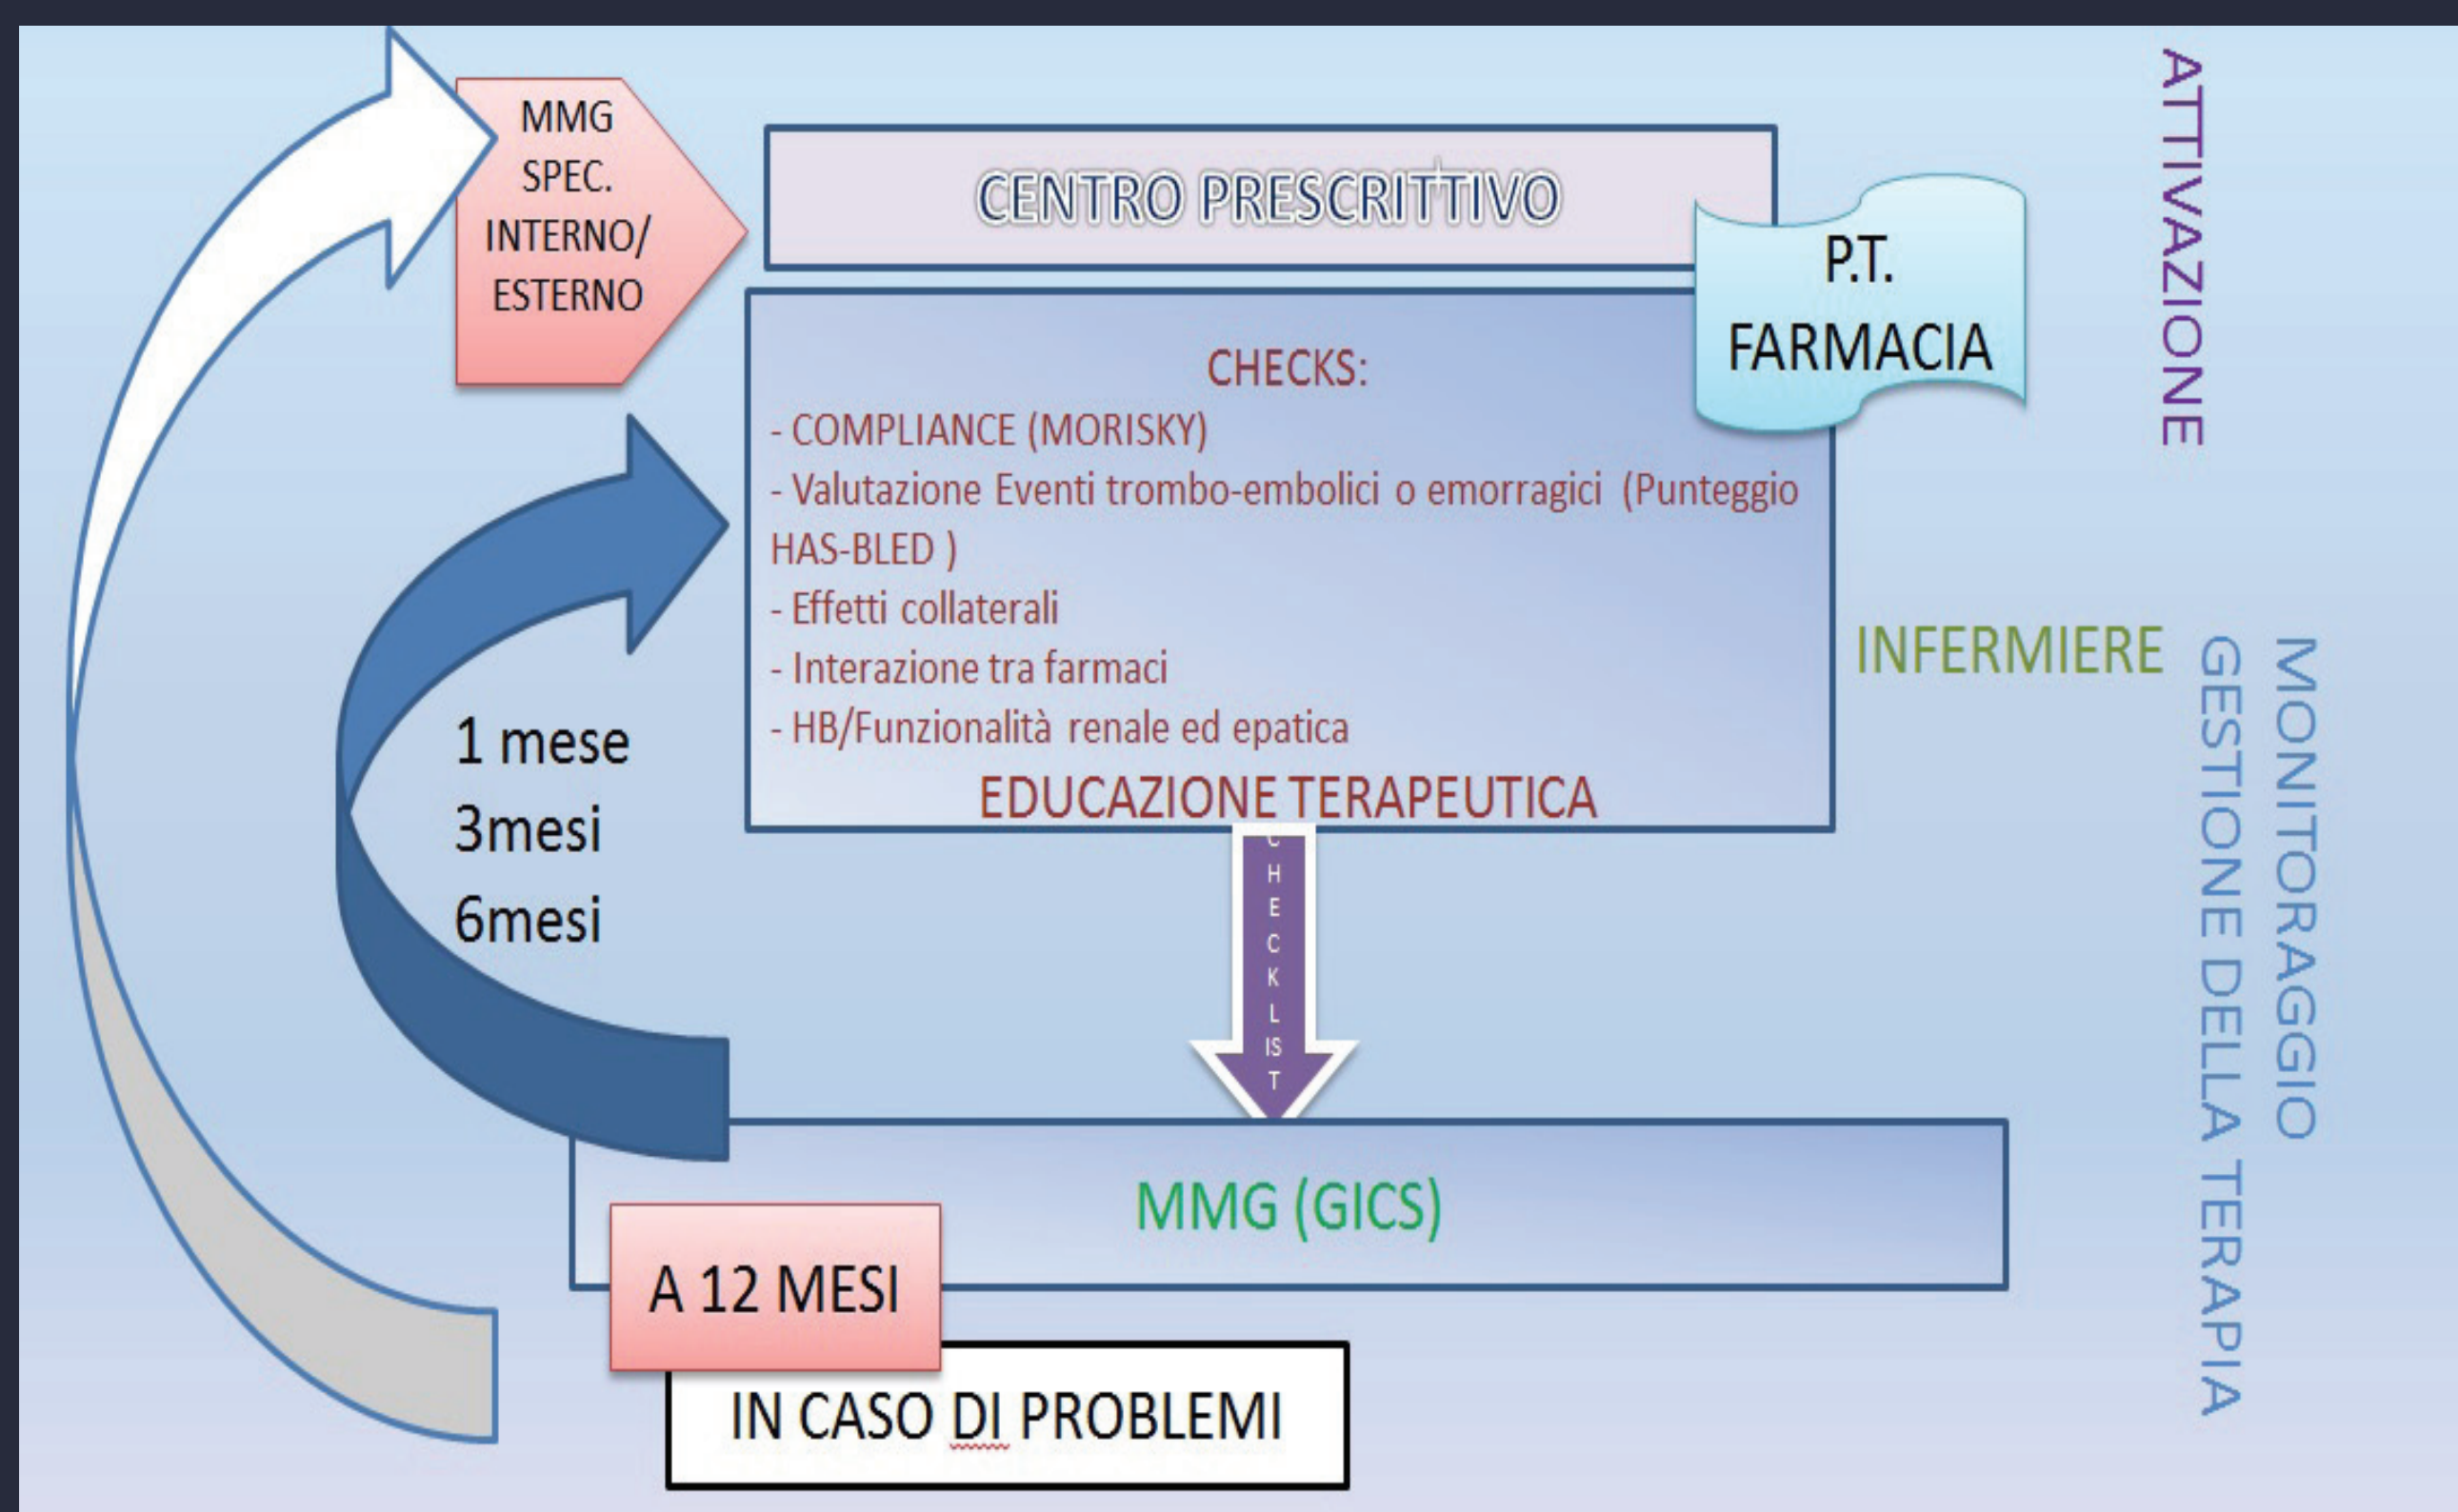 MMG
SPEC.
INTERNO/
ESTERNO
CENTRO PRESCRITTIVO
P.T.
FARMACIA
ATTIVAZIONE
CHECKS:
- COMPLIANCE (MORISKY)
- Valutazione Eventi trombo-embolici o emorragici (Punteggio
HAS-BLED )
- Effetti collaterali
- Interazione tra farmaci
- HB/Funzionalità renale ed epatica
EDUCAZIONE TERAPEUTICA
INFERMIERE
MONITORAGGIO
GESTIONE DELLA TERAPIA
1 mese
3mesi
6mesi
C
H
E
C
K
L
IS
T
MMG (GICS)
A 12 MESI
IN CASO DI PROBLEMI